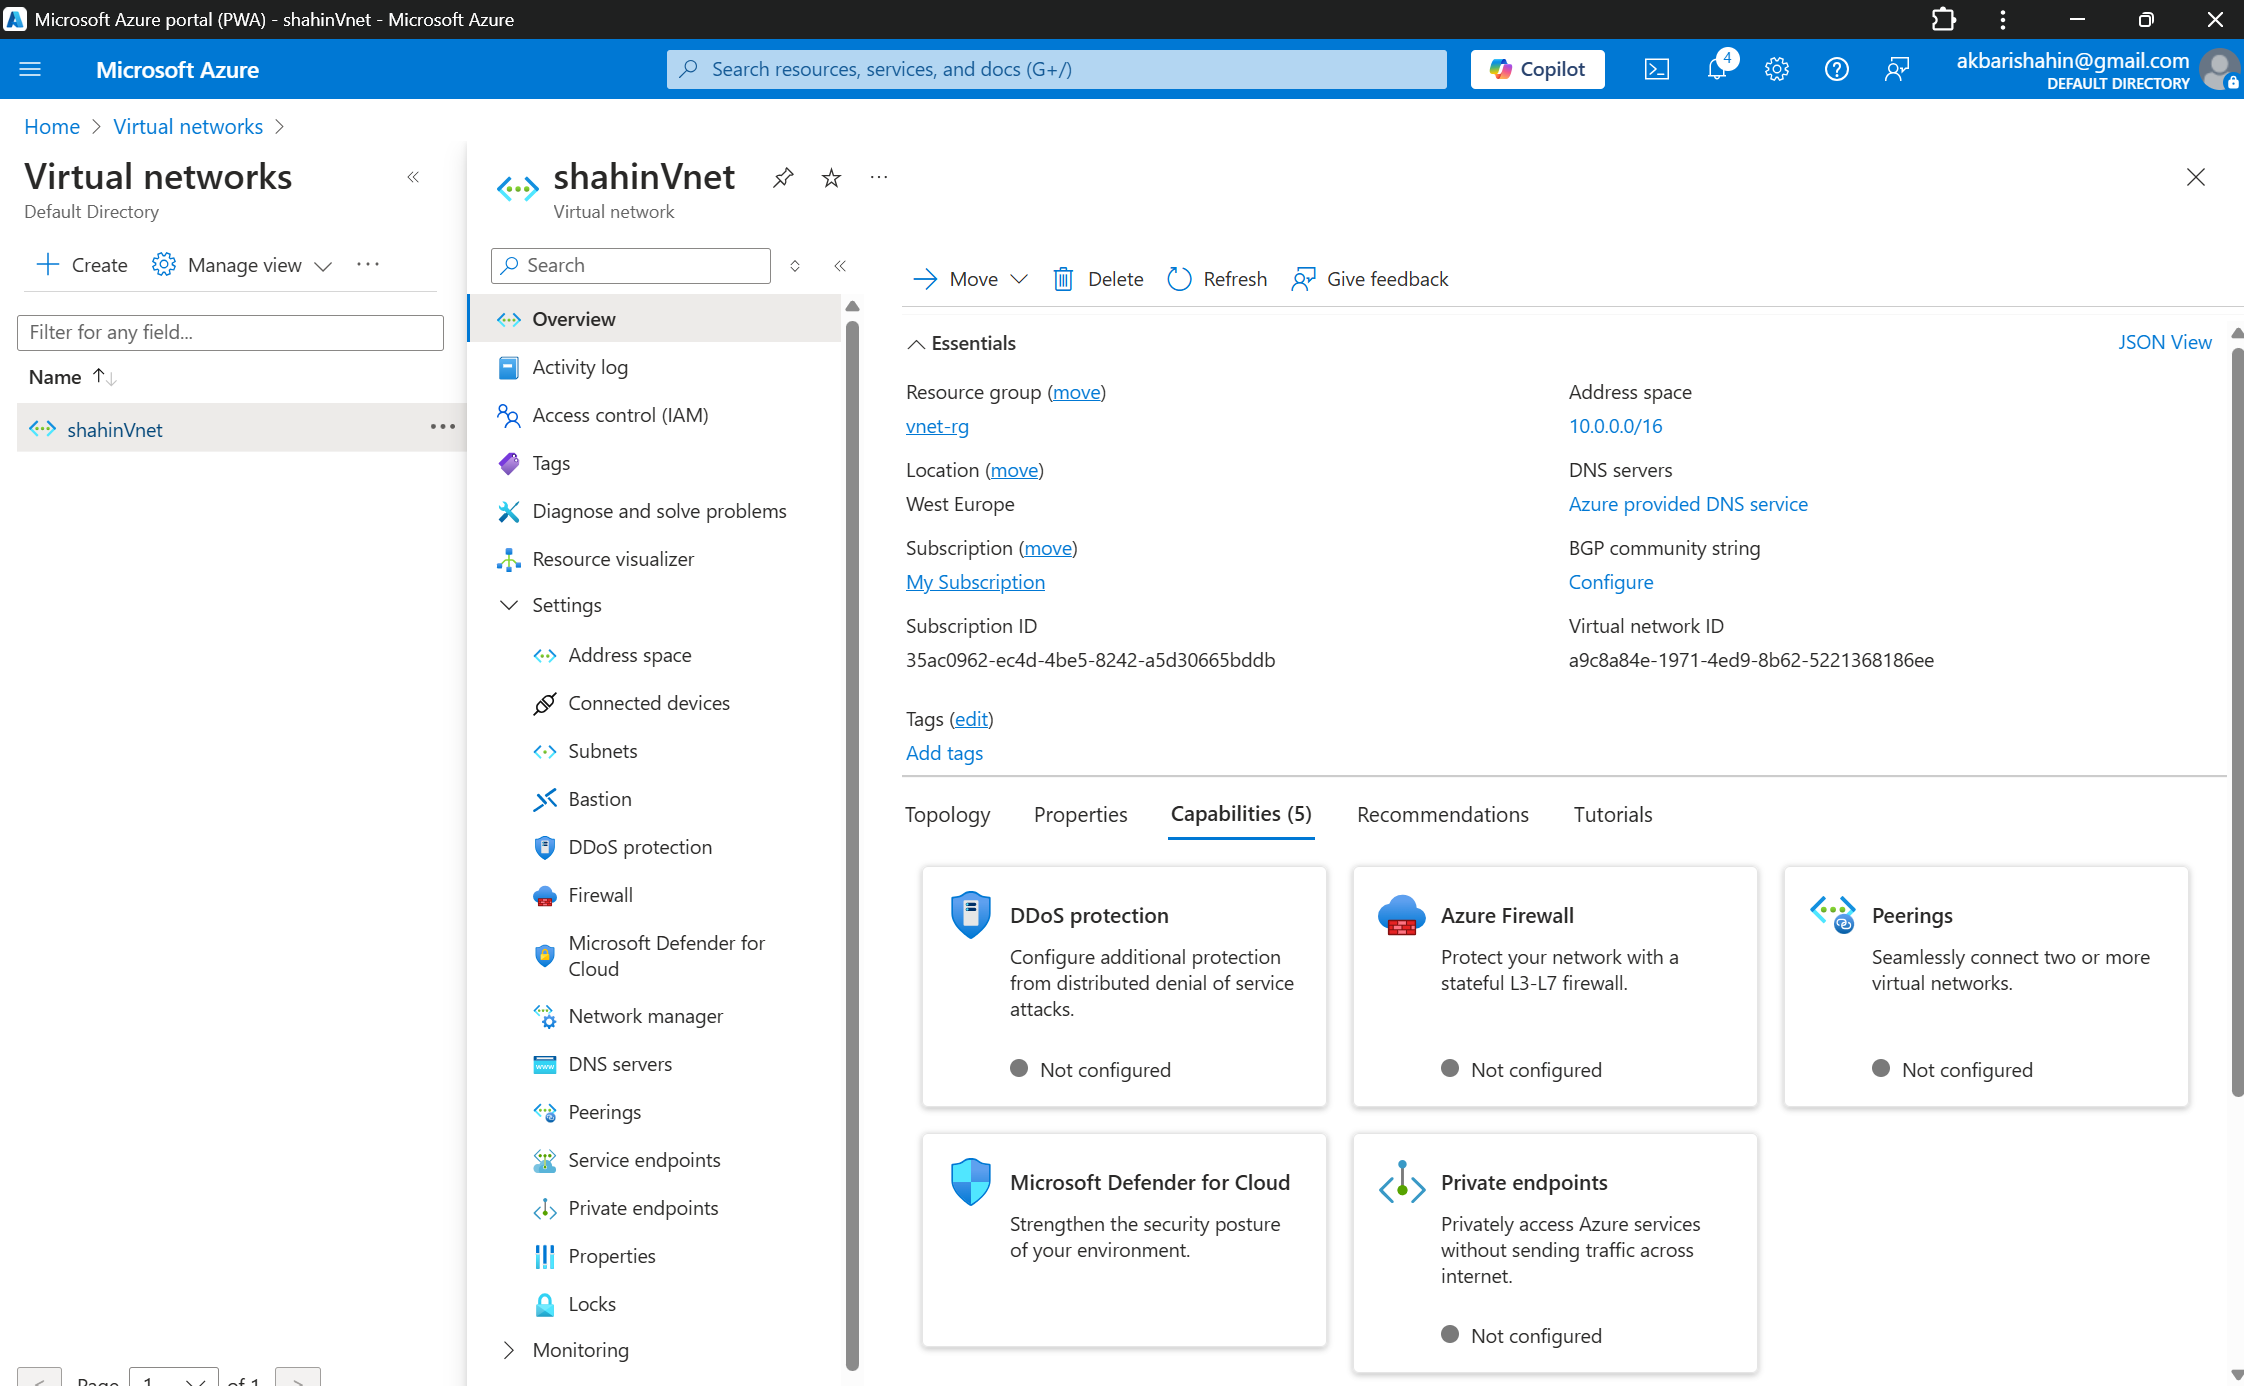 Microsoft Azure portal (PWA) - shahinVnet - Microsoft Azure
Microsoft Azure
Search resources, services, and docs (G+/)
Copilot
4
akbarishahin@gmail.com
DEFAULT DIRECTORY
Home > Virtual networks >
Virtual networks
Default Directory
Create
Manage view
Filter for any field...
Name
shahinVnet
Page 1 of 1
shahinVnet
Virtual network
Search
Overview
Activity log
Access control (IAM)
Tags
Diagnose and solve problems
Resource visualizer
Settings
Address space
Connected devices
Subnets
Bastion
DDoS protection
Firewall
Microsoft Defender for
Cloud
Network manager
DNS servers
Peerings
Service endpoints
Private endpoints
Properties
Locks
Monitoring
Move
Delete
Refresh
Give feedback
Essentials
JSON View
Resource group (move)
vnet-rg
Location (move)
West Europe
Subscription (move)
My Subscription
Subscription ID
35ac0962-ec4d-4be5-8242-a5d30665bddb
Address space
10.0.0.0/16
DNS servers
Azure provided DNS service
BGP community string
Configure
Virtual network ID
a9c8a84e-1971-4ed9-8b62-5221368186ee
Tags (edit)
Add tags
Topology
Properties
Capabilities (5)
Recommendations
Tutorials
DDoS protection
Configure additional protection
from distributed denial of service
attacks.
Not configured
Azure Firewall
Protect your network with a
stateful L3-L7 firewall.
Not configured
Peerings
Seamlessly connect two or more
virtual networks.
Not configured
Microsoft Defender for Cloud
Strengthen the security posture
of your environment.
Private endpoints
Privately access Azure services
without sending traffic across
internet.
Not configured